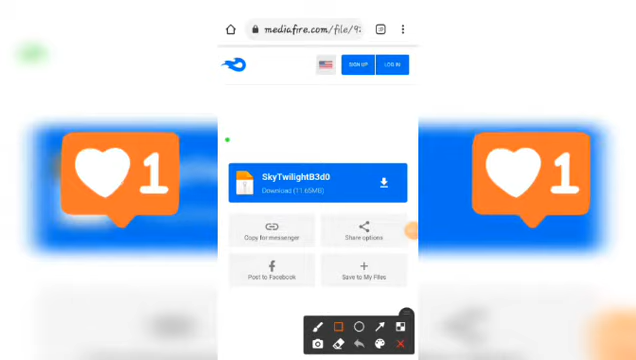 mediafire.com/file/9
SIGN UP
LOG IN
SkyTwilightB3d0
Download (11.65MB)
Copy for messenger
Share options
Post to Facebook
Save to My Files
1
1